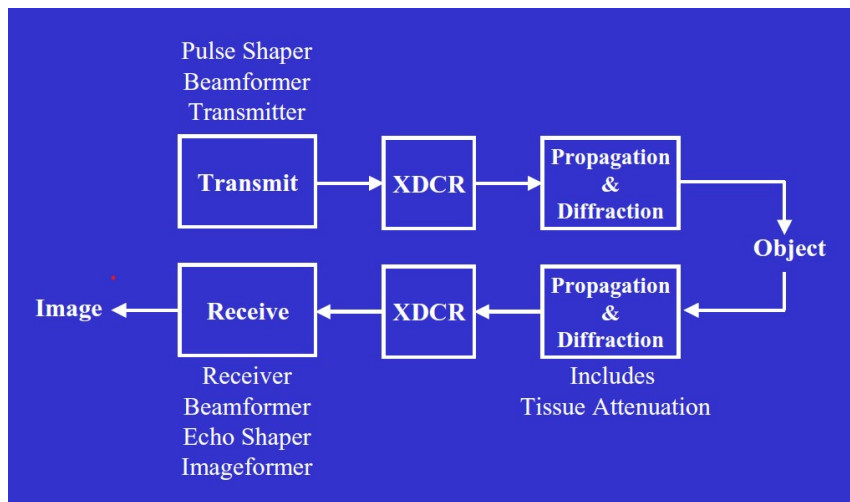 Pulse Shaper
Beamformer
Transmitter
Transmit
XDCR
Propagation
&
Diffraction
Object
Propagation
&
Diffraction
XDCR
Receive
Image
Receiver
Beamformer
Echo Shaper
Imageformer
Includes
Tissue Attenuation